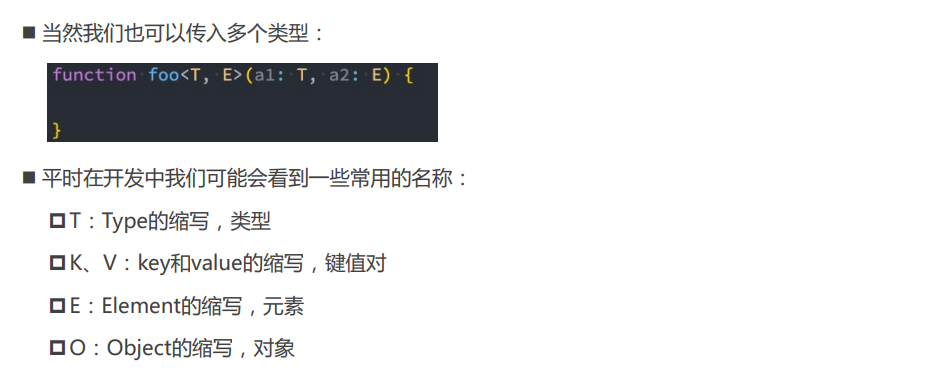 ■ 当然我们也可以传入多个类型：
function foo<T, E>(a1: T, a2: E) {
}
■ 平时在开发中我们可能会看到一些常用的名称：
T：Type的缩写，类型
K、V：key和value的缩写，键值对
E：Element的缩写，元素
O：Object的缩写，对象